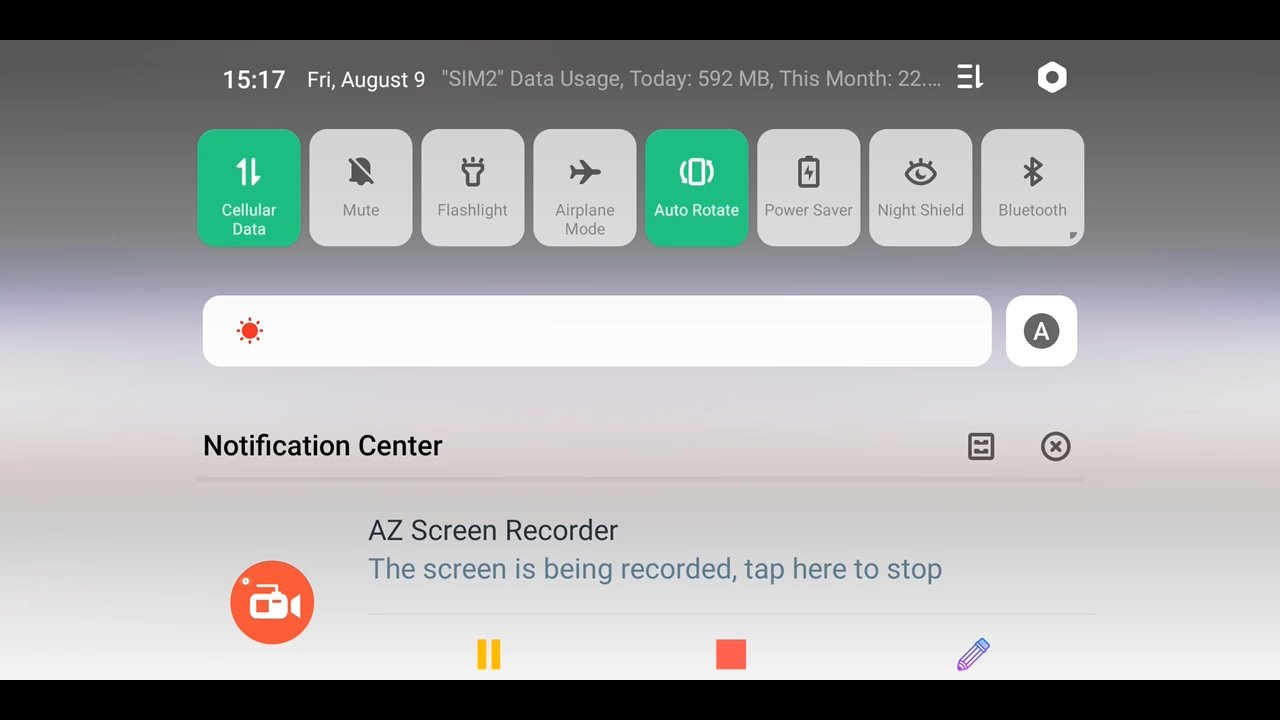 15:17 Fri, August 9 "SIM2" Data Usage, Today: 592 MB, This Month: 22....
Cellular Data
Mute
Flashlight
Airplane Mode
Auto Rotate
Power Saver
Night Shield
Bluetooth
A
Notification Center
AZ Screen Recorder
The screen is being recorded, tap here to stop